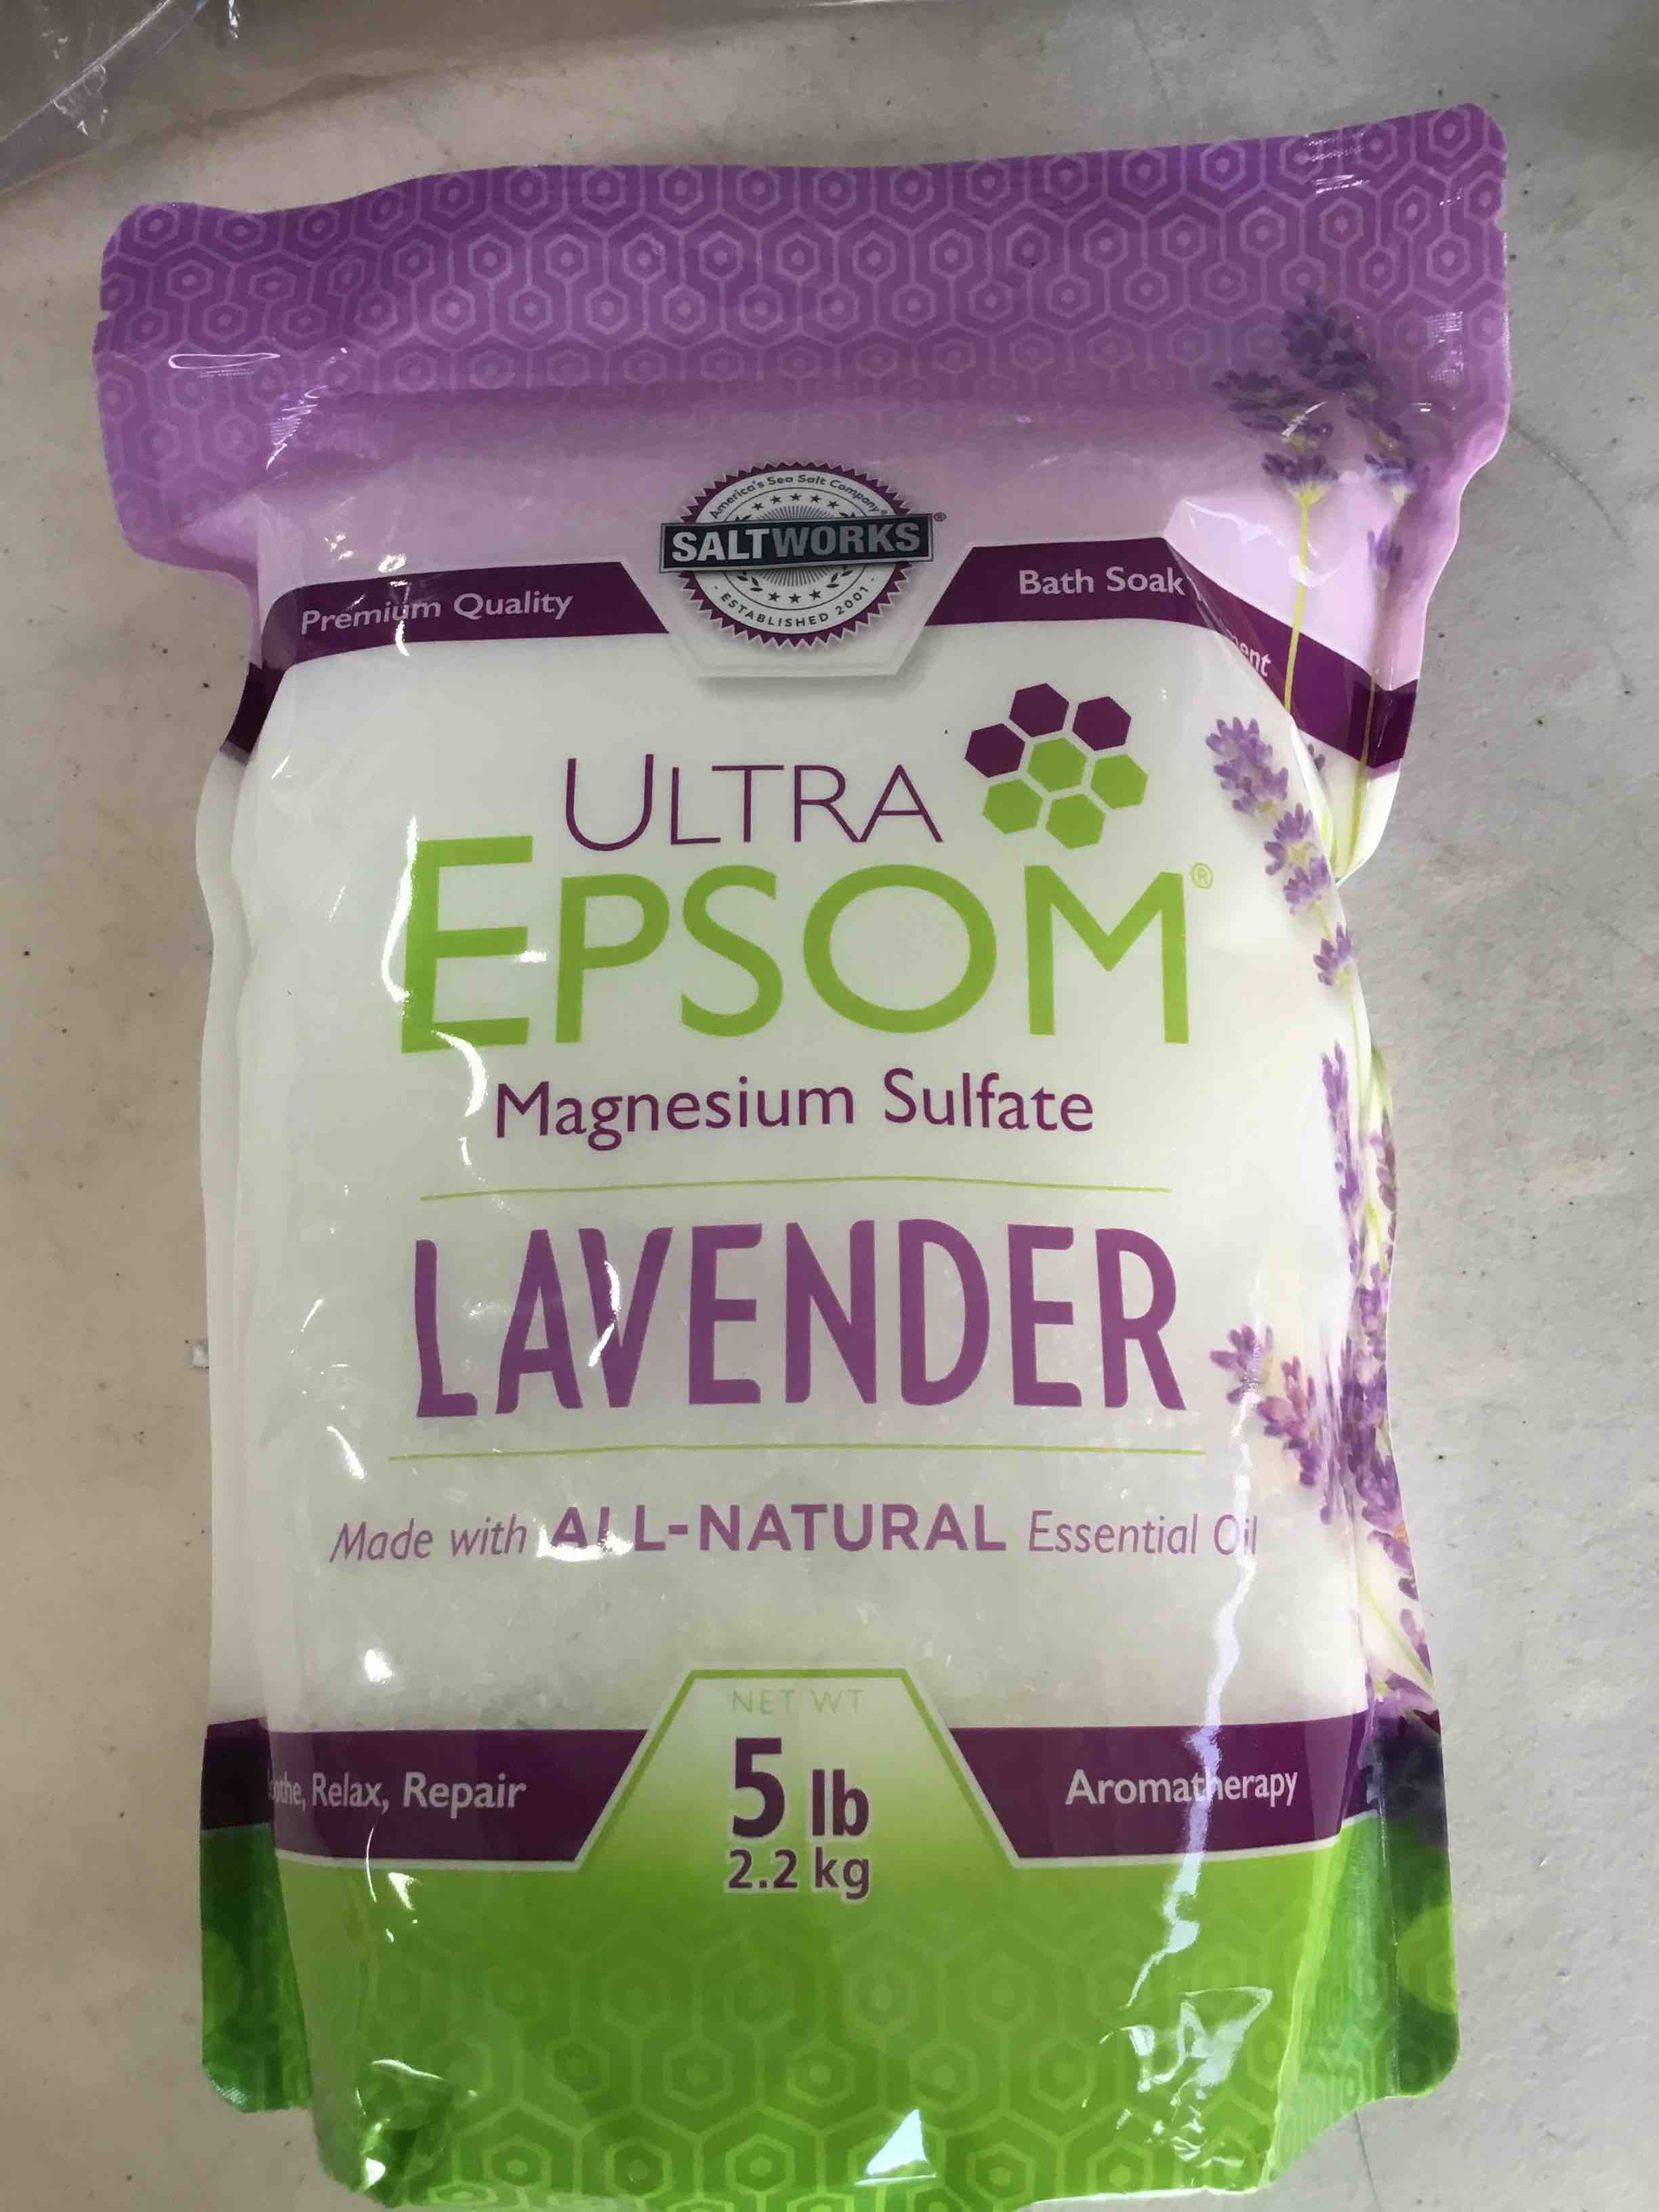 America's Sea Salt Company
SALTWORKS®
ESTABLISHED 2001
Premium Quality
Bath Soak
ULTRA
EPSOM®
Magnesium Sulfate
LAVENDER
Made with ALL-NATURAL Essential Oil
NET WT
5 lb
2.2 kg
Relax, Repair
Aromatherapy